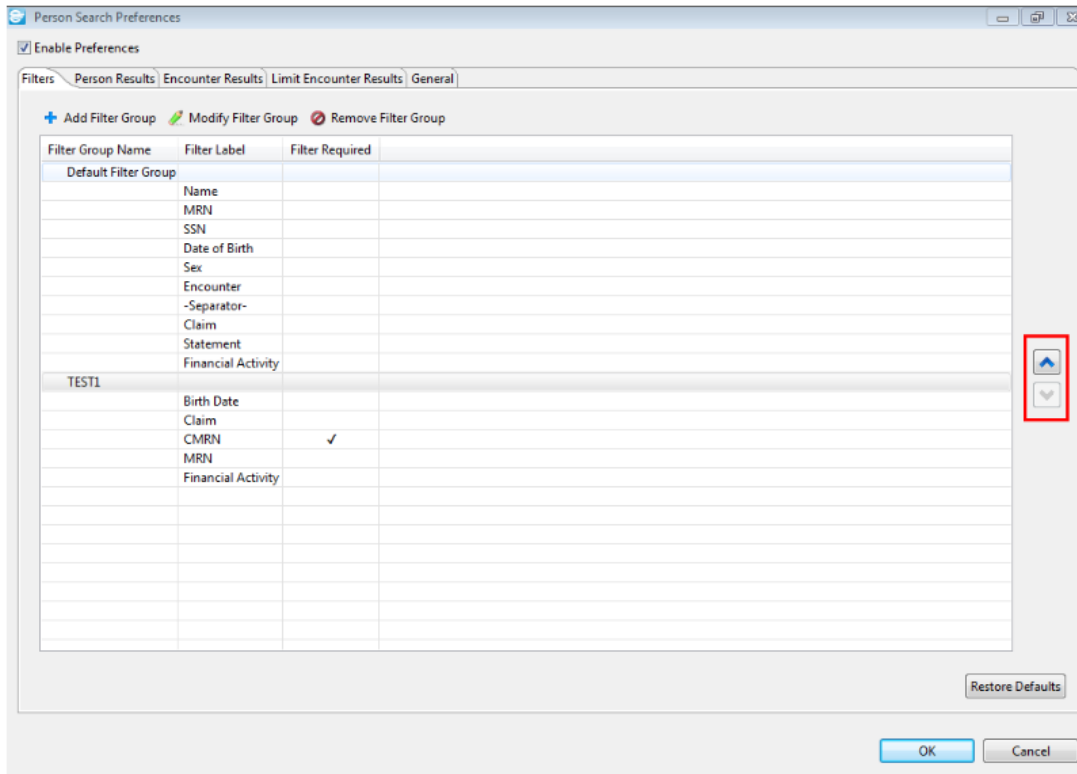 Person Search Preferences
Enable Preferences
Filters Person Results Encounter Results Limit Encounter Results General
Add Filter Group Modify Filter Group Remove Filter Group
Filter Group Name Filter Label Filter Required
Default Filter Group
Name
MRN
SSN
Date of Birth
Sex
Encounter
-Separator-
Claim
Statement
Financial Activity
TEST1
Birth Date
Claim
CMRN ✓
MRN
Financial Activity
Restore Defaults
OK Cancel